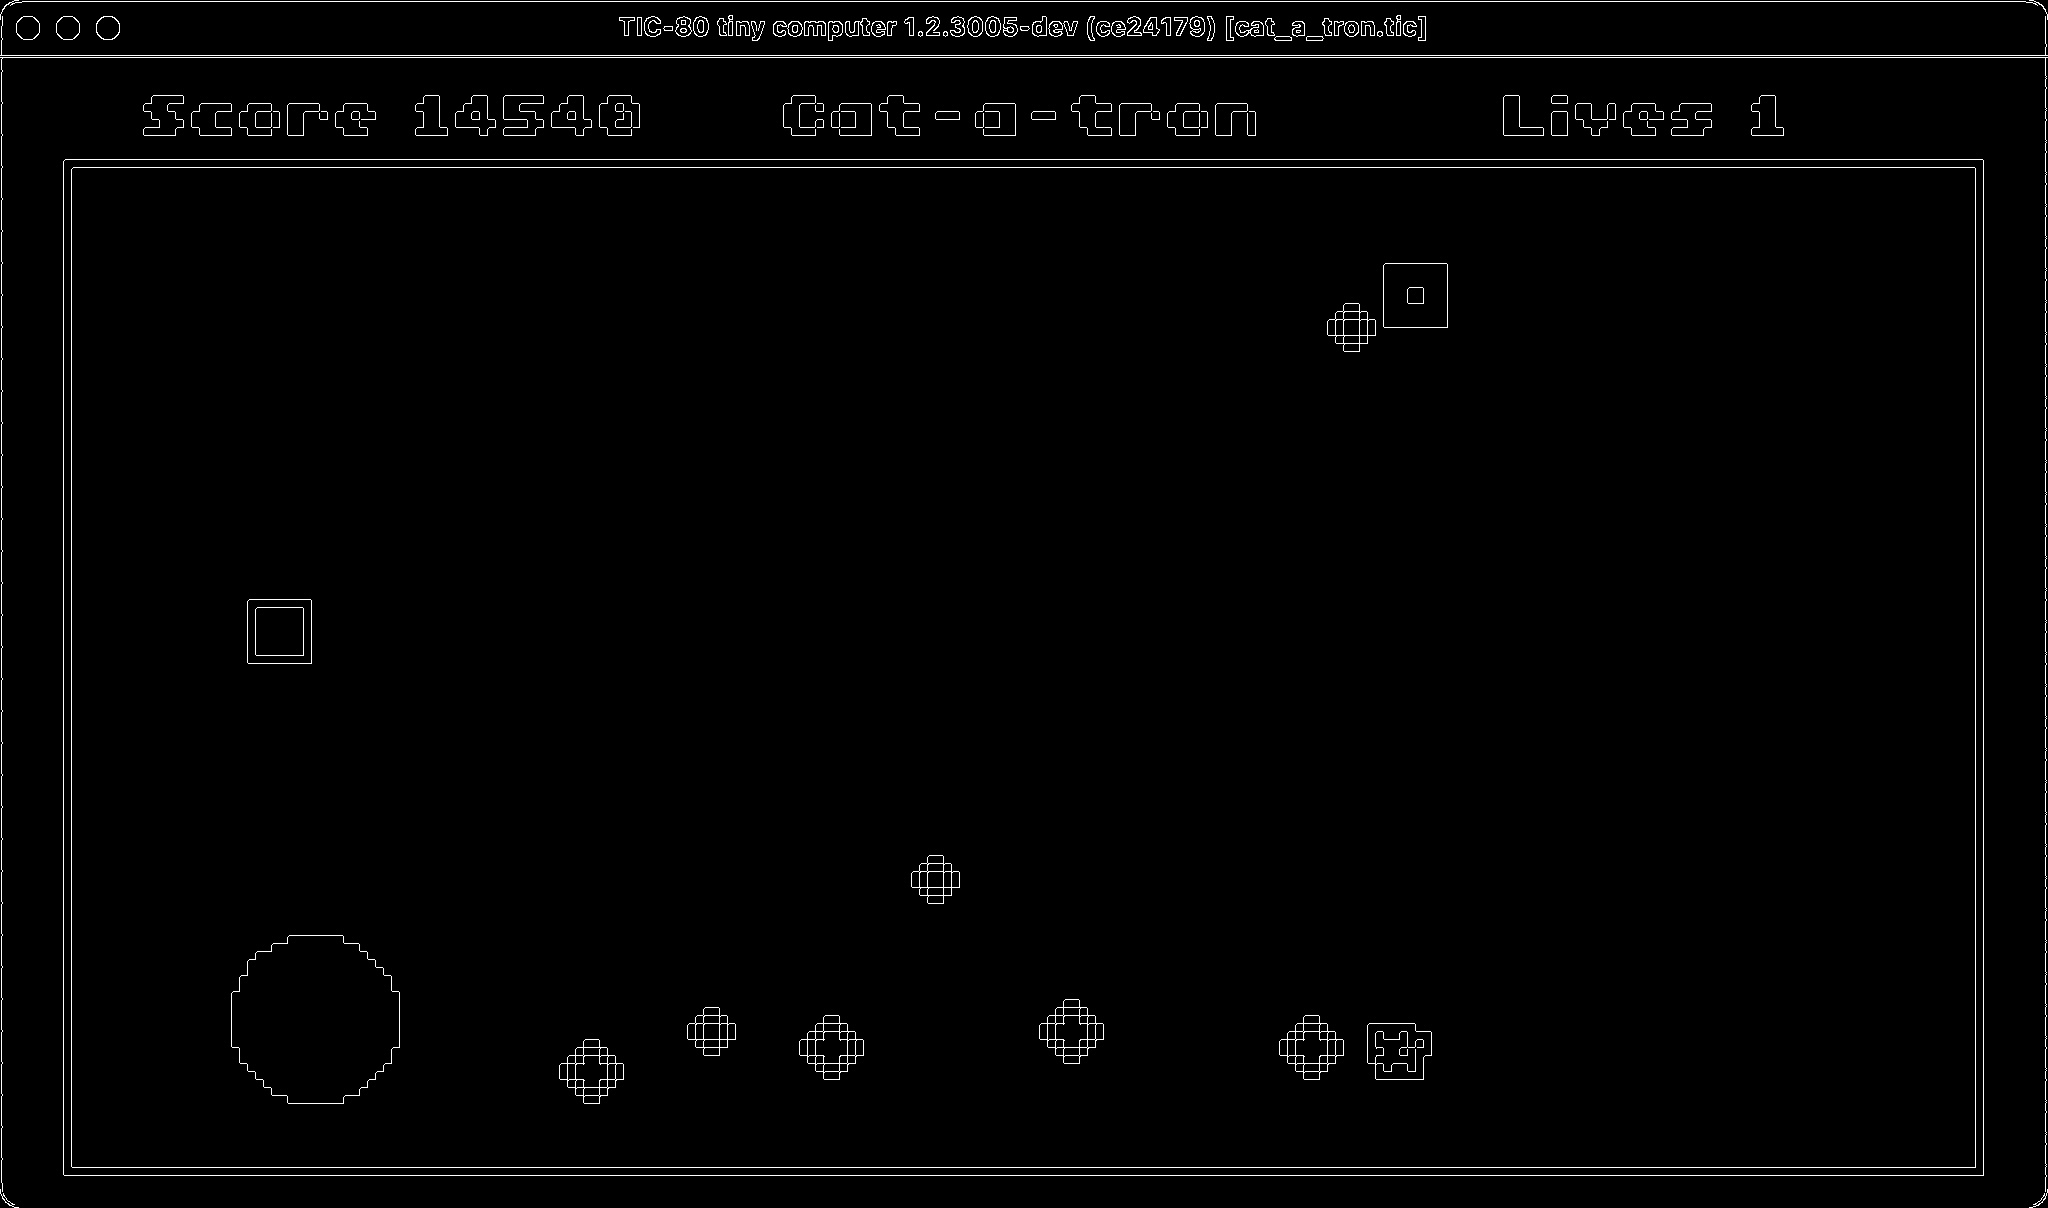 TIC-80 tiny computer 1.2.3005-dev (ce24179) [cat_a_tron.tic]
Score 14540 Cat-a-tron Lives 1